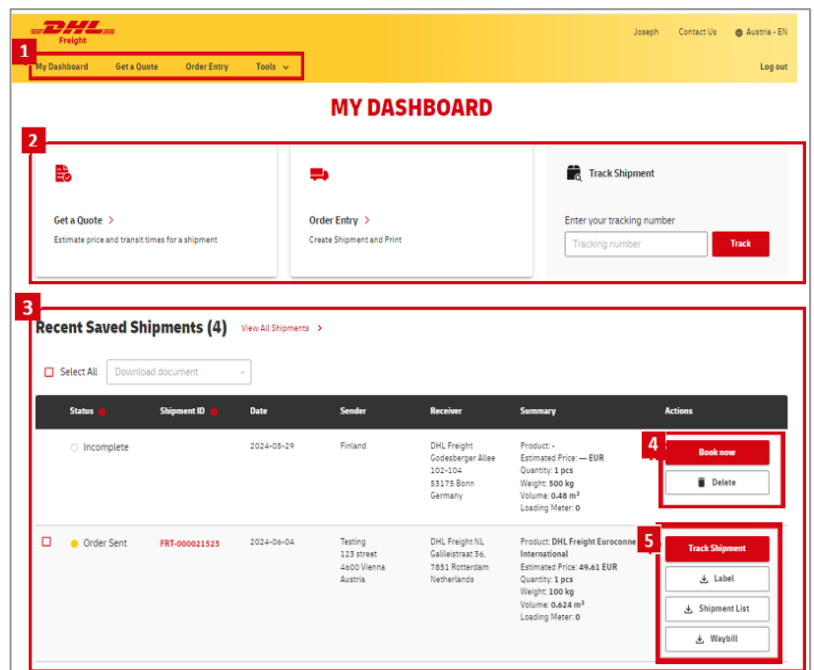 DHL
Freight
Joseph Contact Us Austria - EN
1
My Dashboard Get a Quote Order Entry Tools Log out
MY DASHBOARD
2
Track Shipment
Get a Quote > Order Entry > Enter your tracking number
Estimate price and transit times for a shipment Create Shipment and Print Tracking number Track
3
Recent Saved Shipments (4) View All Shipments >
Select All Download document
Status Shipment ID Date Sender Receiver Summary Actions
Incomplete 2024-05-29 Finland DHL Freight Product: - 4 Book now
Godesberger Allee Estimated Price: — EUR
102-104 Quantity: 1 pcs
53175 Bonn Weight: 500 kg Delete
Germany Volume: 0.48 m³
Loading Meter: 0
Order Sent FRT-000021523 2024-06-04 Testing DHL Freight NL Product: DHL Freight Euroconne 5 Track Shipment
123 street Galileistraat 36, International
4600 Vienna 7851 Rotterdam Estimated Price: 49.61 EUR Label
Austria Netherlands Quantity: 1 pcs
Weight: 100 kg Shipment List
Volume: 0.624 m³
Loading Meter: 0 Waybill